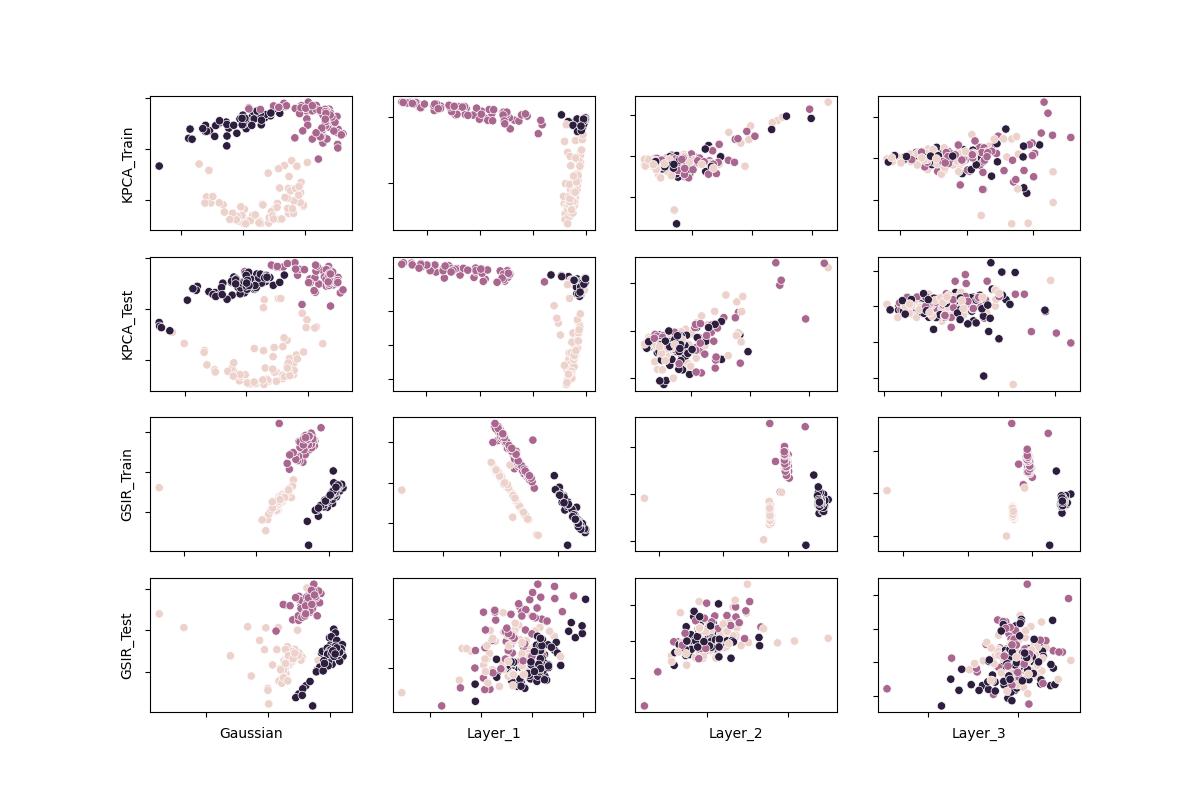 KPCA_Train
KPCA_Test
GSIR_Train
GSIR_Test
Gaussian
Layer_1
Layer_2
Layer_3